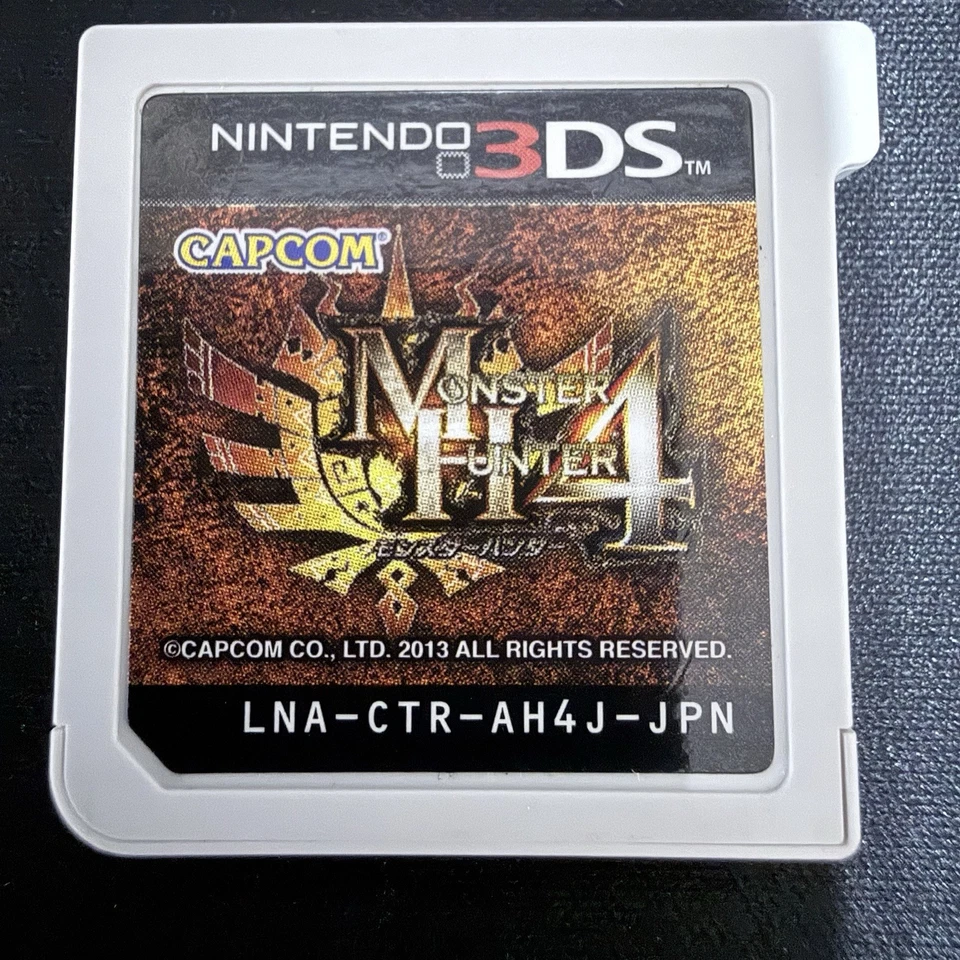 NINTENDO 3DS™
CAPCOM®
MONSTER
HUNTER 4
モンスターハンター
©CAPCOM CO., LTD. 2013 ALL RIGHTS RESERVED.
LNA-CTR-AH4J-JPN